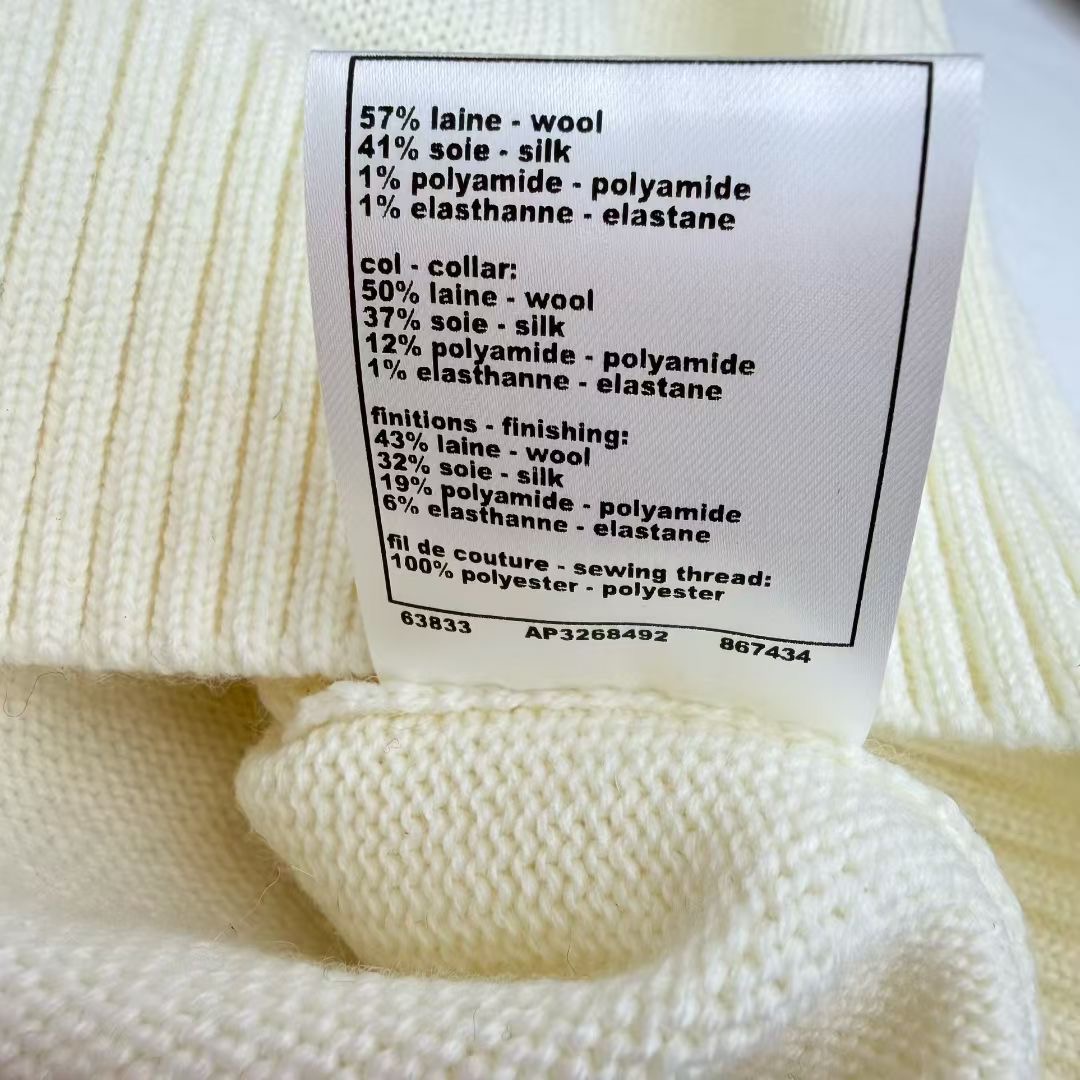 57% laine - wool
41% soie - silk
1% polyamide - polyamide
1% elasthanne - elastane
col - collar:
50% laine - wool
37% soie - silk
12% polyamide - polyamide
1% elasthanne - elastane
finitions - finishing:
43% laine - wool
32% soie - silk
19% polyamide - polyamide
6% elasthanne - elastane
fil de couture - sewing thread:
100% polyester - polyester
63833 AP3268492 867434